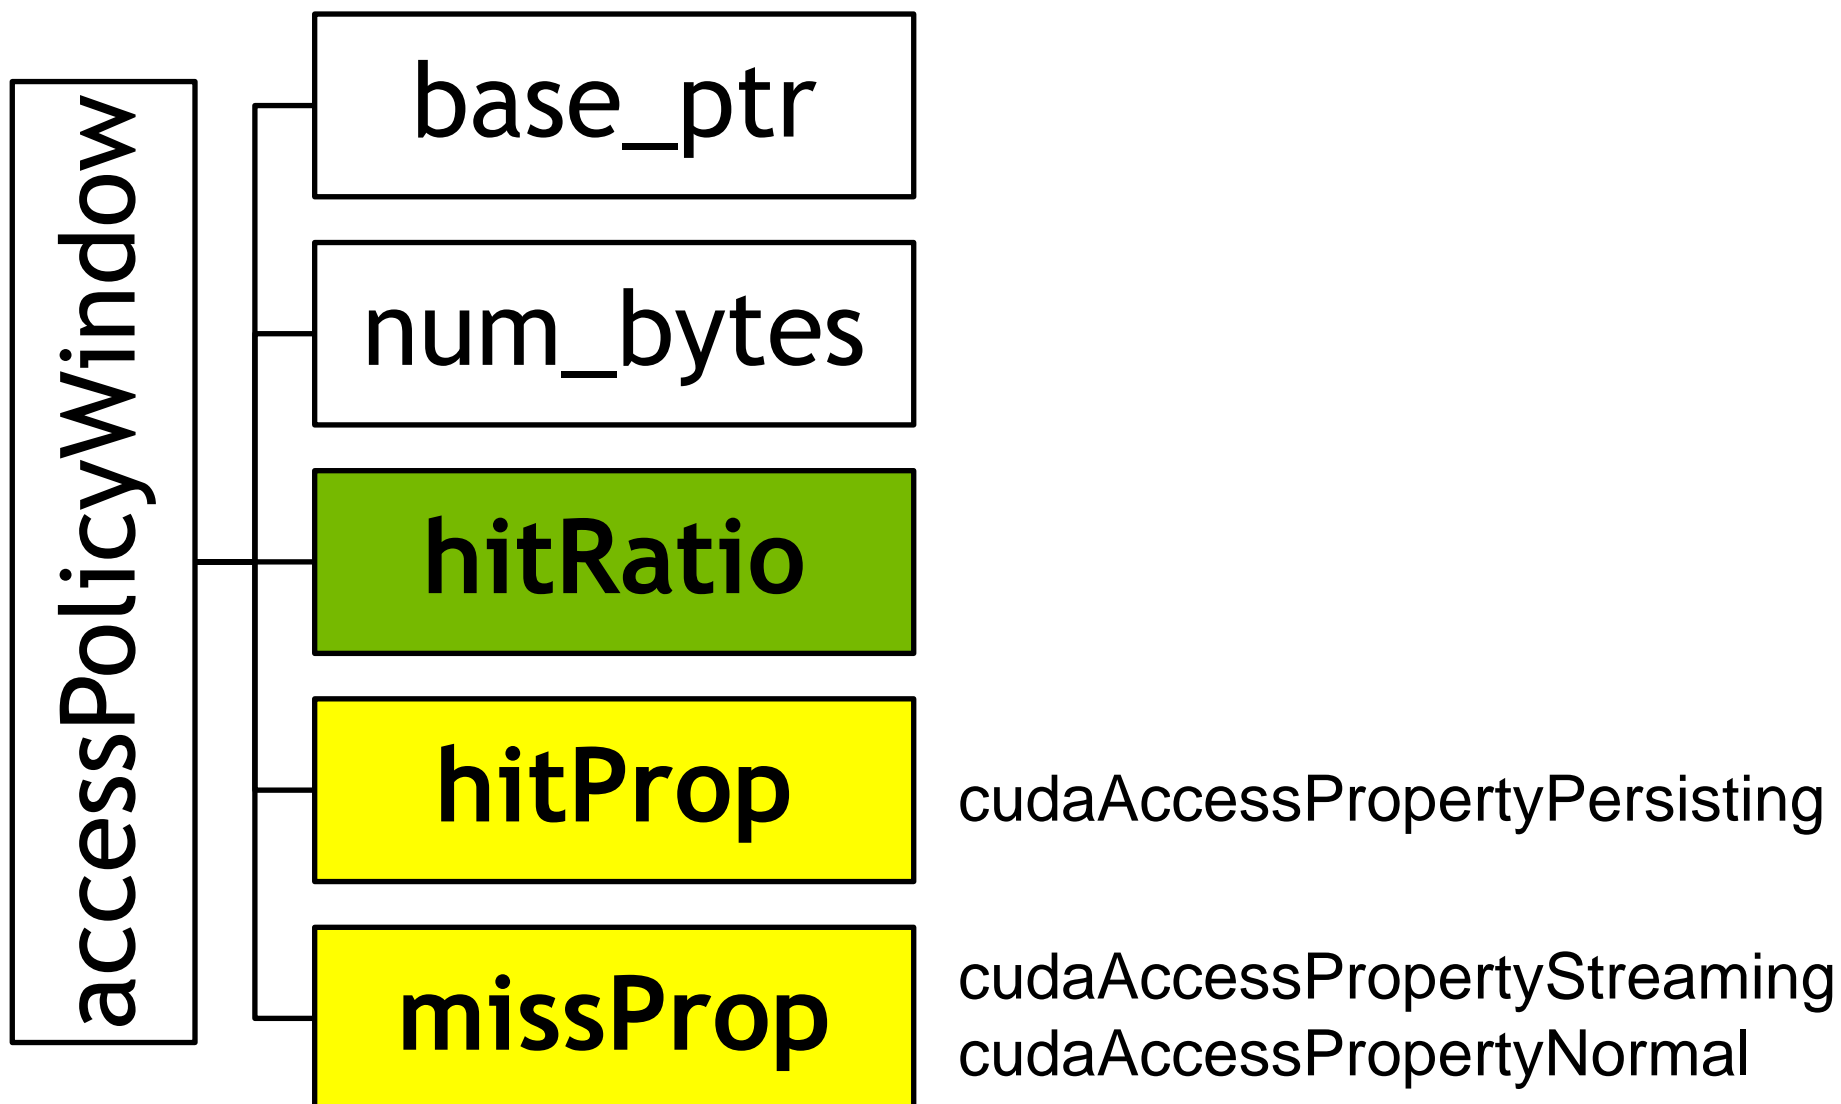 accessPolicyWindow
base_ptr
num_bytes
hitRatio
hitProp
cudaAccessPropertyPersisting
missProp
cudaAccessPropertyStreaming
cudaAccessPropertyNormal